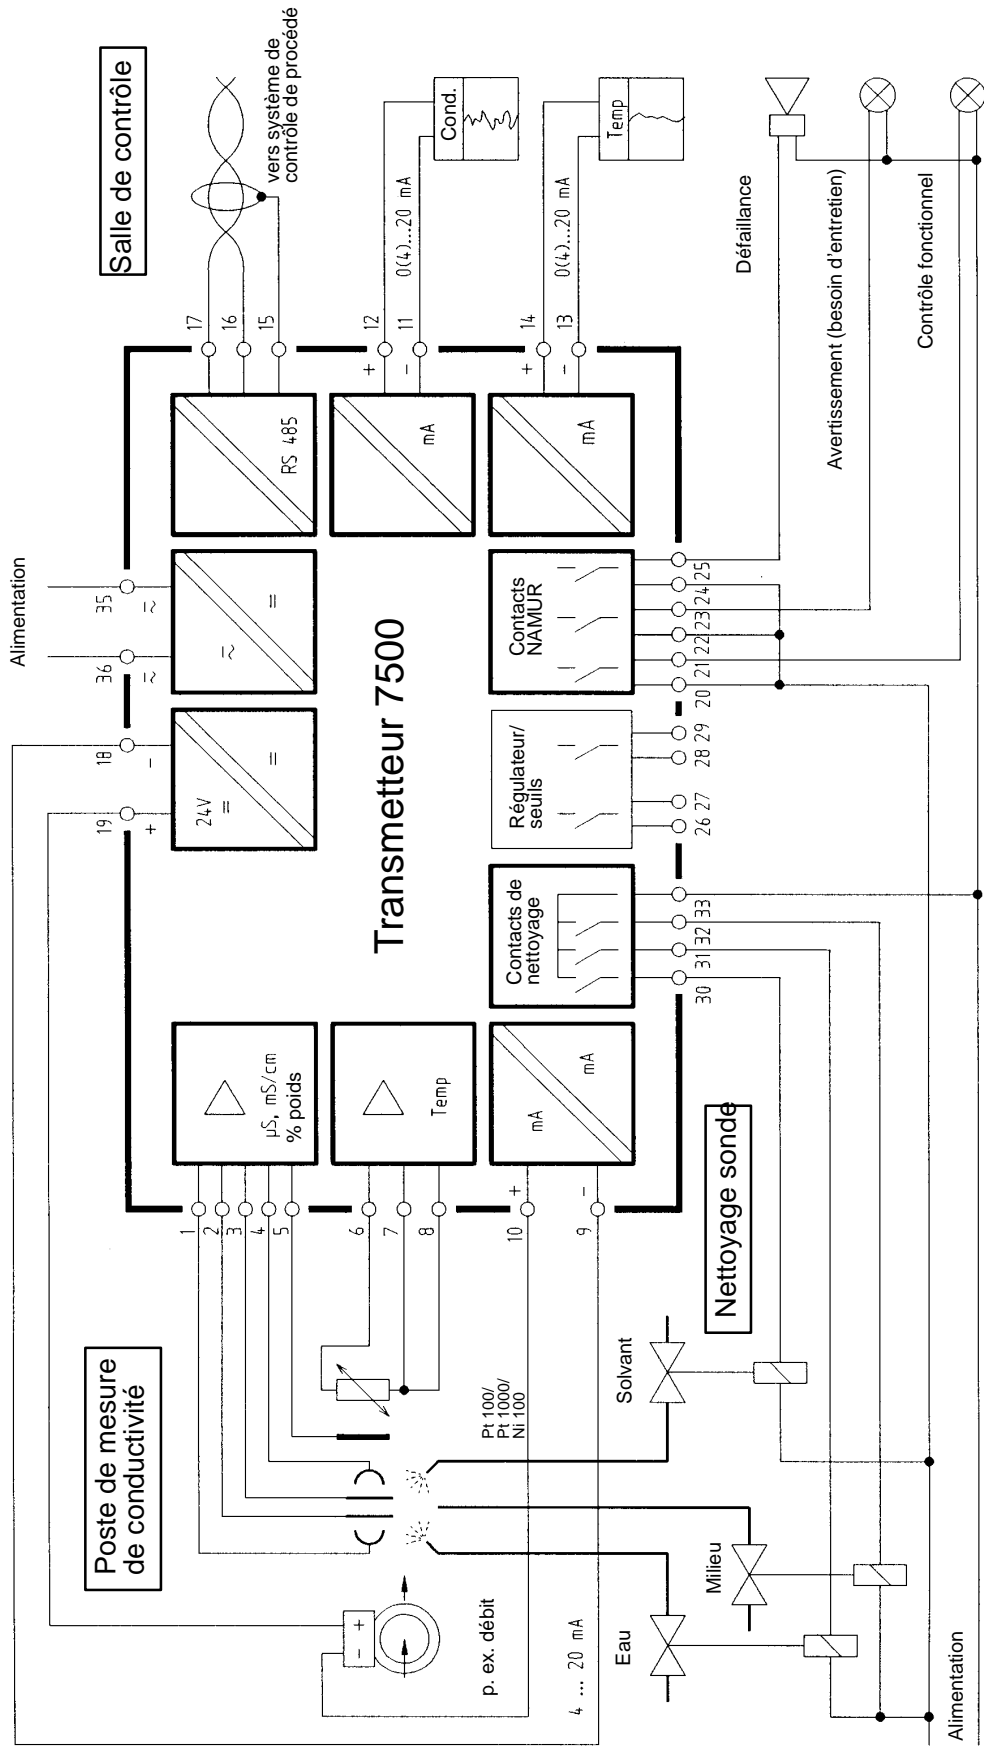 Salle de contrôle
vers système de
contrôle de procédé
17
16
15
RS 485
12
11
+
−
0(4)...20 mA
Cond.
mA
14
13
+
−
0(4)...20 mA
Temp
mA
Défaillance
Avertissement (besoin d'entretien)
Contrôle fonctionnel
Alimentation
36
35
≂
≂
≂
=
18
19
−
+
24V
=
=
Transmetteur 7500
Contacts
NAMUR
20
21
22
23
24
25
Régulateur/
seuils
26
27
28
29
Contacts de
nettoyage
30
31
32
33
µS, mS/cm
% poids
1
2
3
4
5
Temp
6
7
8
mA
mA
10
9
+
−
Poste de mesure
de conductivité
Pt 100/
Pt 1000/
Ni 100
+
−
p. ex. débit
4 ... 20 mA
Nettoyage sonde
Solvant
Milieu
Eau
Alimentation